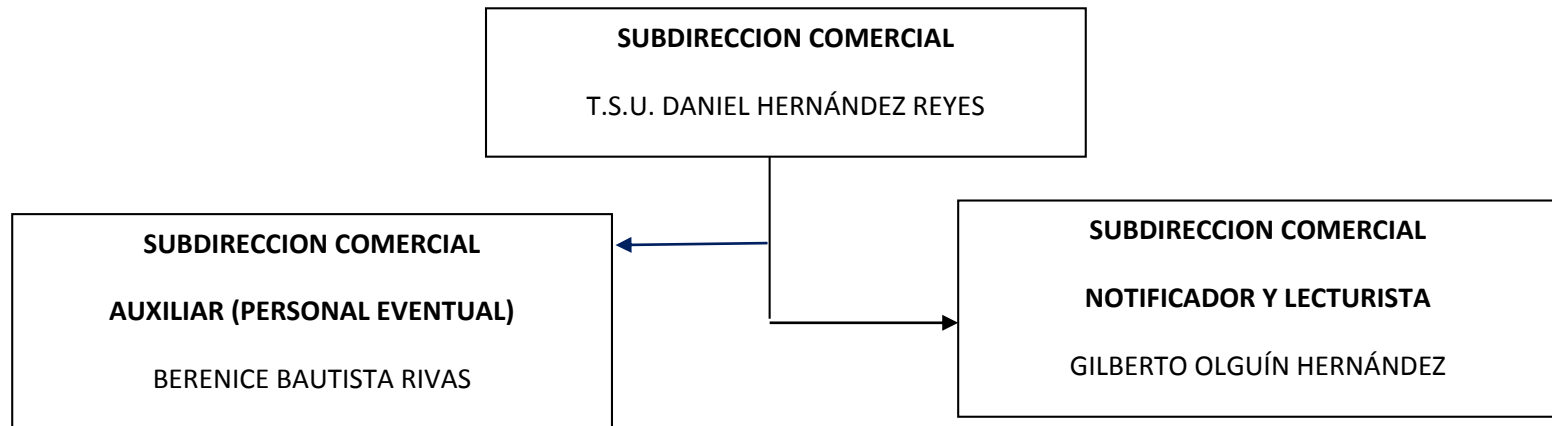 SUBDIRECCION COMERCIAL
T.S.U. DANIEL HERNÁNDEZ REYES
SUBDIRECCION COMERCIAL
AUXILIAR (PERSONAL EVENTUAL)
BERENICE BAUTISTA RIVAS
SUBDIRECCION COMERCIAL
NOTIFICADOR Y LECTURISTA
GILBERTO OLGUÍN HERNÁNDEZ